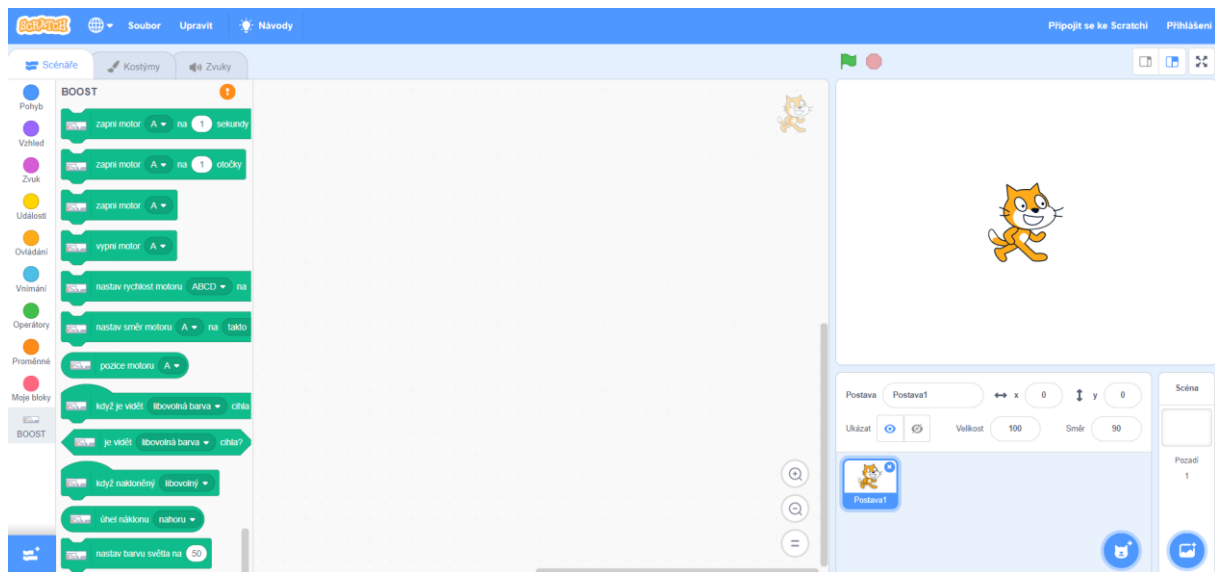 SCRATCH Soubor Upravit Návody Připojit se ke Scratchi Přihlášení
Scénáře Kostýmy Zvuky
Pohyb
Vzhled
Zvuk
Události
Ovládání
Vnímání
Operátory
Proměnné
Moje bloky
BOOST
BOOST
zapni motor A na 1 sekundy
zapni motor A na 1 otočky
zapni motor A
vypni motor A
nastav rychlost motoru ABCD na
nastav směr motoru A na takto
pozice motoru A
když je vidět libovolná barva cihla
je vidět libovolná barva cihla?
když nakloněný libovolný
úhel náklonu nahoru
nastav barvu světla na 50
Postava Postava1 x 0 y 0
Ukázat Velikost 100 Směr 90
Postava1
Scéna
Pozadí
1